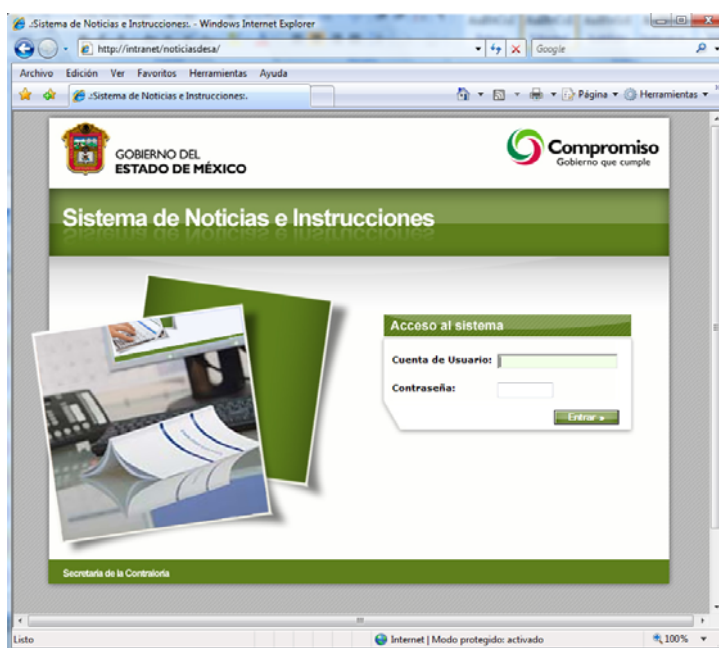 .:Sistema de Noticias e Instrucciones:. - Windows Internet Explorer
http://intranet/noticiasdesa/
Google
Archivo Edición Ver Favoritos Herramientas Ayuda
.:Sistema de Noticias e Instrucciones:.
Página
Herramientas
GOBIERNO DEL
ESTADO DE MÉXICO
Compromiso
Gobierno que cumple
Sistema de Noticias e Instrucciones
Acceso al sistema
Cuenta de Usuario:
Contraseña:
Entrar »
Secretaría de la Contraloría
Listo
Internet | Modo protegido: activado
100%